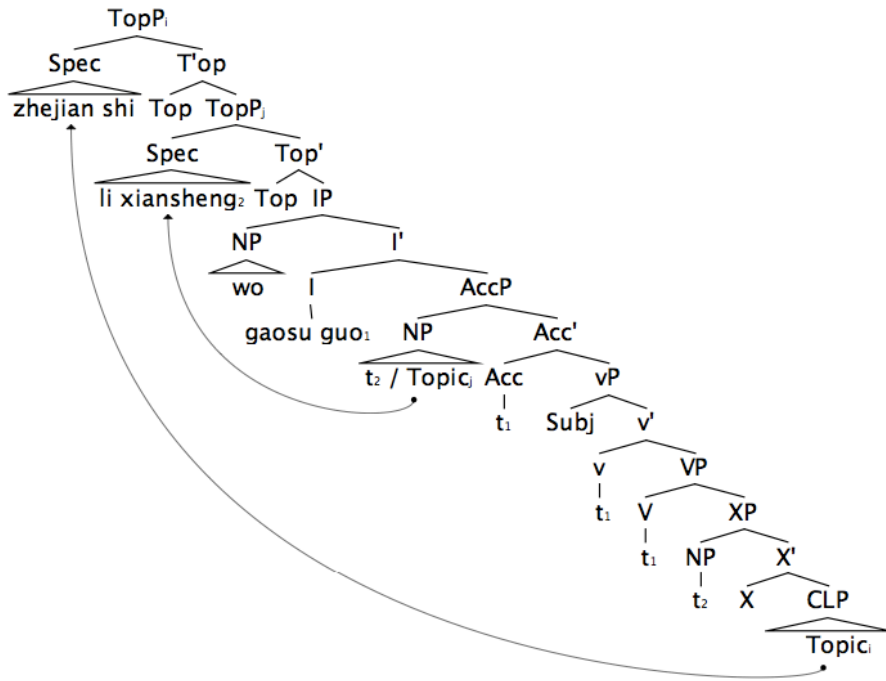 TopPᵢ
Spec T'op
zhejian shi Top TopPⱼ
Spec Top'
li xiansheng₂ Top IP
NP I'
wo I AccP
gaosu guo₁ NP Acc'
t₂ / Topicⱼ Acc vP
t₁ Subj v'
v VP
t₁ V XP
t₁ NP X'
t₂ X CLP
Topicᵢ